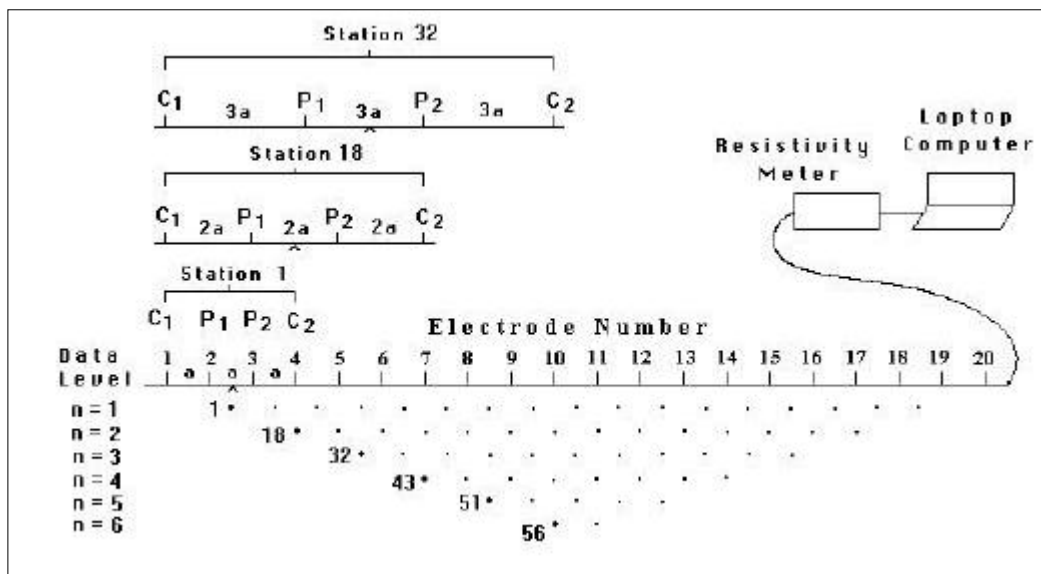 Station 32
C1 3a P1 3a P2 3a C2
Station 18
C1 2a P1 2a P2 2a C2
Station 1
C1 P1 P2 C2
Resistivity Meter
Laptop Computer
Electrode Number
Data Level
1 2 3 4 5 6 7 8 9 10 11 12 13 14 15 16 17 18 19 20
a a a
n = 1 1
n = 2 18
n = 3 32
n = 4 43
n = 5 51
n = 6 56